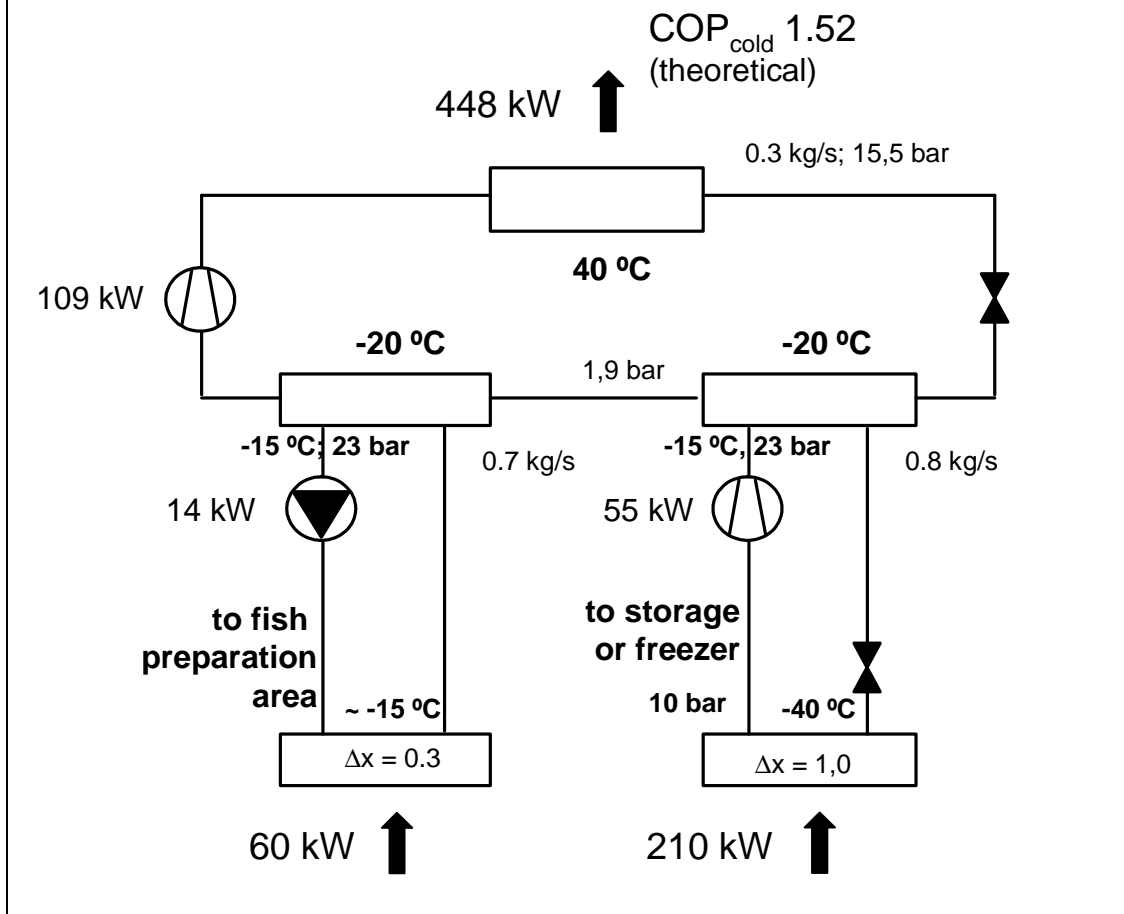 COPcold 1.52
(theoretical)
448 kW
0.3 kg/s; 15,5 bar
40 ºC
109 kW
-20 ºC
-20 ºC
1,9 bar
-15 ºC; 23 bar
-15 ºC, 23 bar
0.7 kg/s
0.8 kg/s
14 kW
55 kW
to fish
preparation
area
to storage
or freezer
~ -15 ºC
10 bar
-40 ºC
Δx = 0.3
Δx = 1,0
60 kW
210 kW